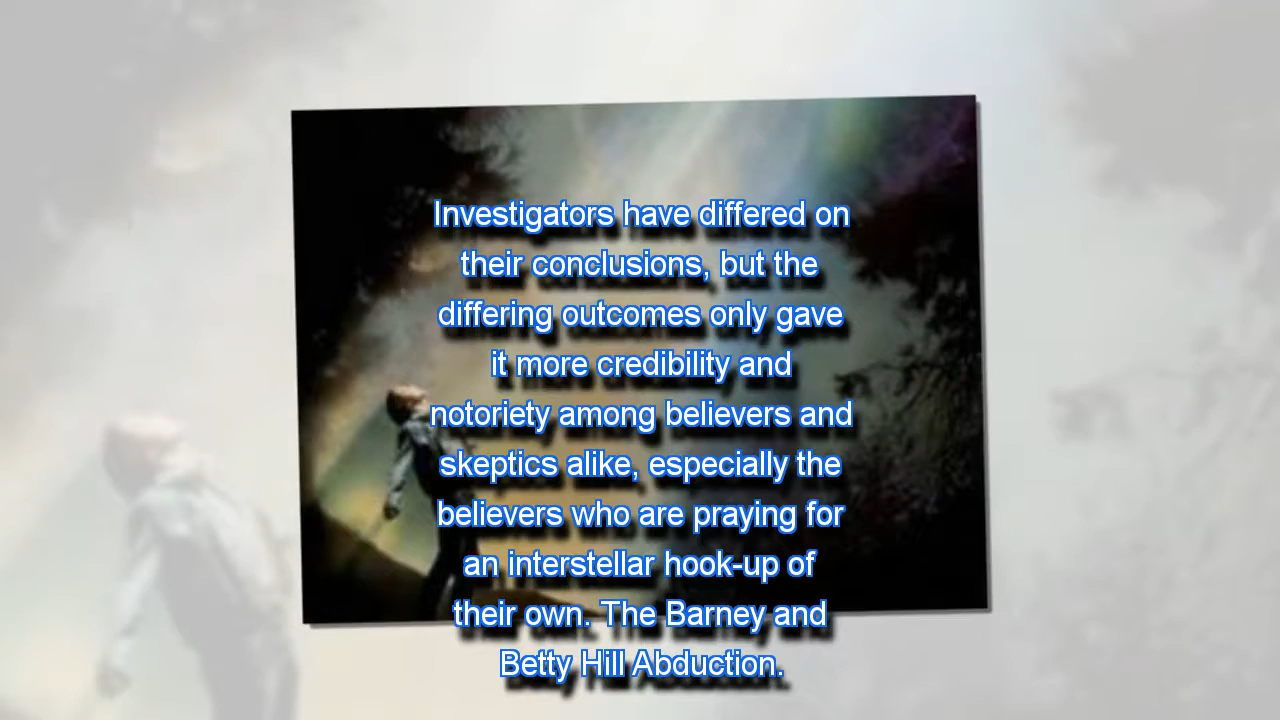 Investigators have differed on
their conclusions, but the
differing outcomes only gave
it more credibility and
notoriety among believers and
skeptics alike, especially the
believers who are praying for
an interstellar hook-up of
their own. The Barney and
Betty Hill Abduction.